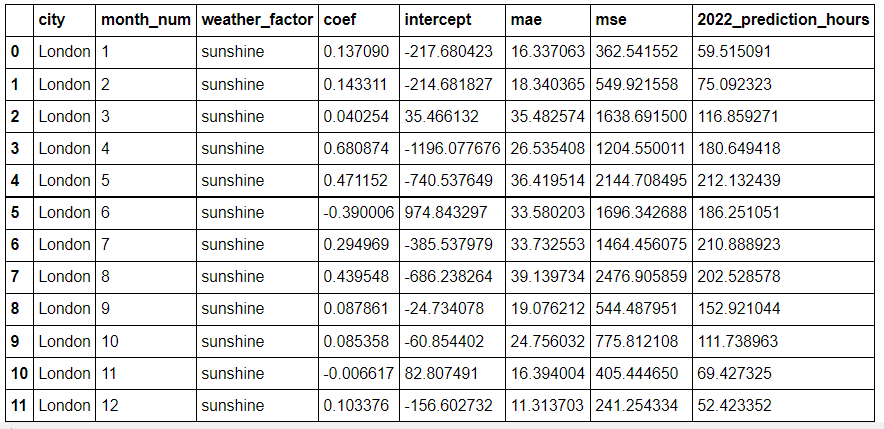 city month_num weather_factor coef intercept mae mse 2022_prediction_hours
0 London 1 sunshine 0.137090 -217.680423 16.337063 362.541552 59.515091
1 London 2 sunshine 0.143311 -214.681827 18.340365 549.921558 75.092323
2 London 3 sunshine 0.040254 35.466132 35.482574 1638.691500 116.859271
3 London 4 sunshine 0.680874 -1196.077676 26.535408 1204.550011 180.649418
4 London 5 sunshine 0.471152 -740.537649 36.419514 2144.708495 212.132439
5 London 6 sunshine -0.390006 974.843297 33.580203 1696.342688 186.251051
6 London 7 sunshine 0.294969 -385.537979 33.732553 1464.456075 210.888923
7 London 8 sunshine 0.439548 -686.238264 39.139734 2476.905859 202.528578
8 London 9 sunshine 0.087861 -24.734078 19.076212 544.487951 152.921044
9 London 10 sunshine 0.085358 -60.854402 24.756032 775.812108 111.738963
10 London 11 sunshine -0.006617 82.807491 16.394004 405.444650 69.427325
11 London 12 sunshine 0.103376 -156.602732 11.313703 241.254334 52.423352